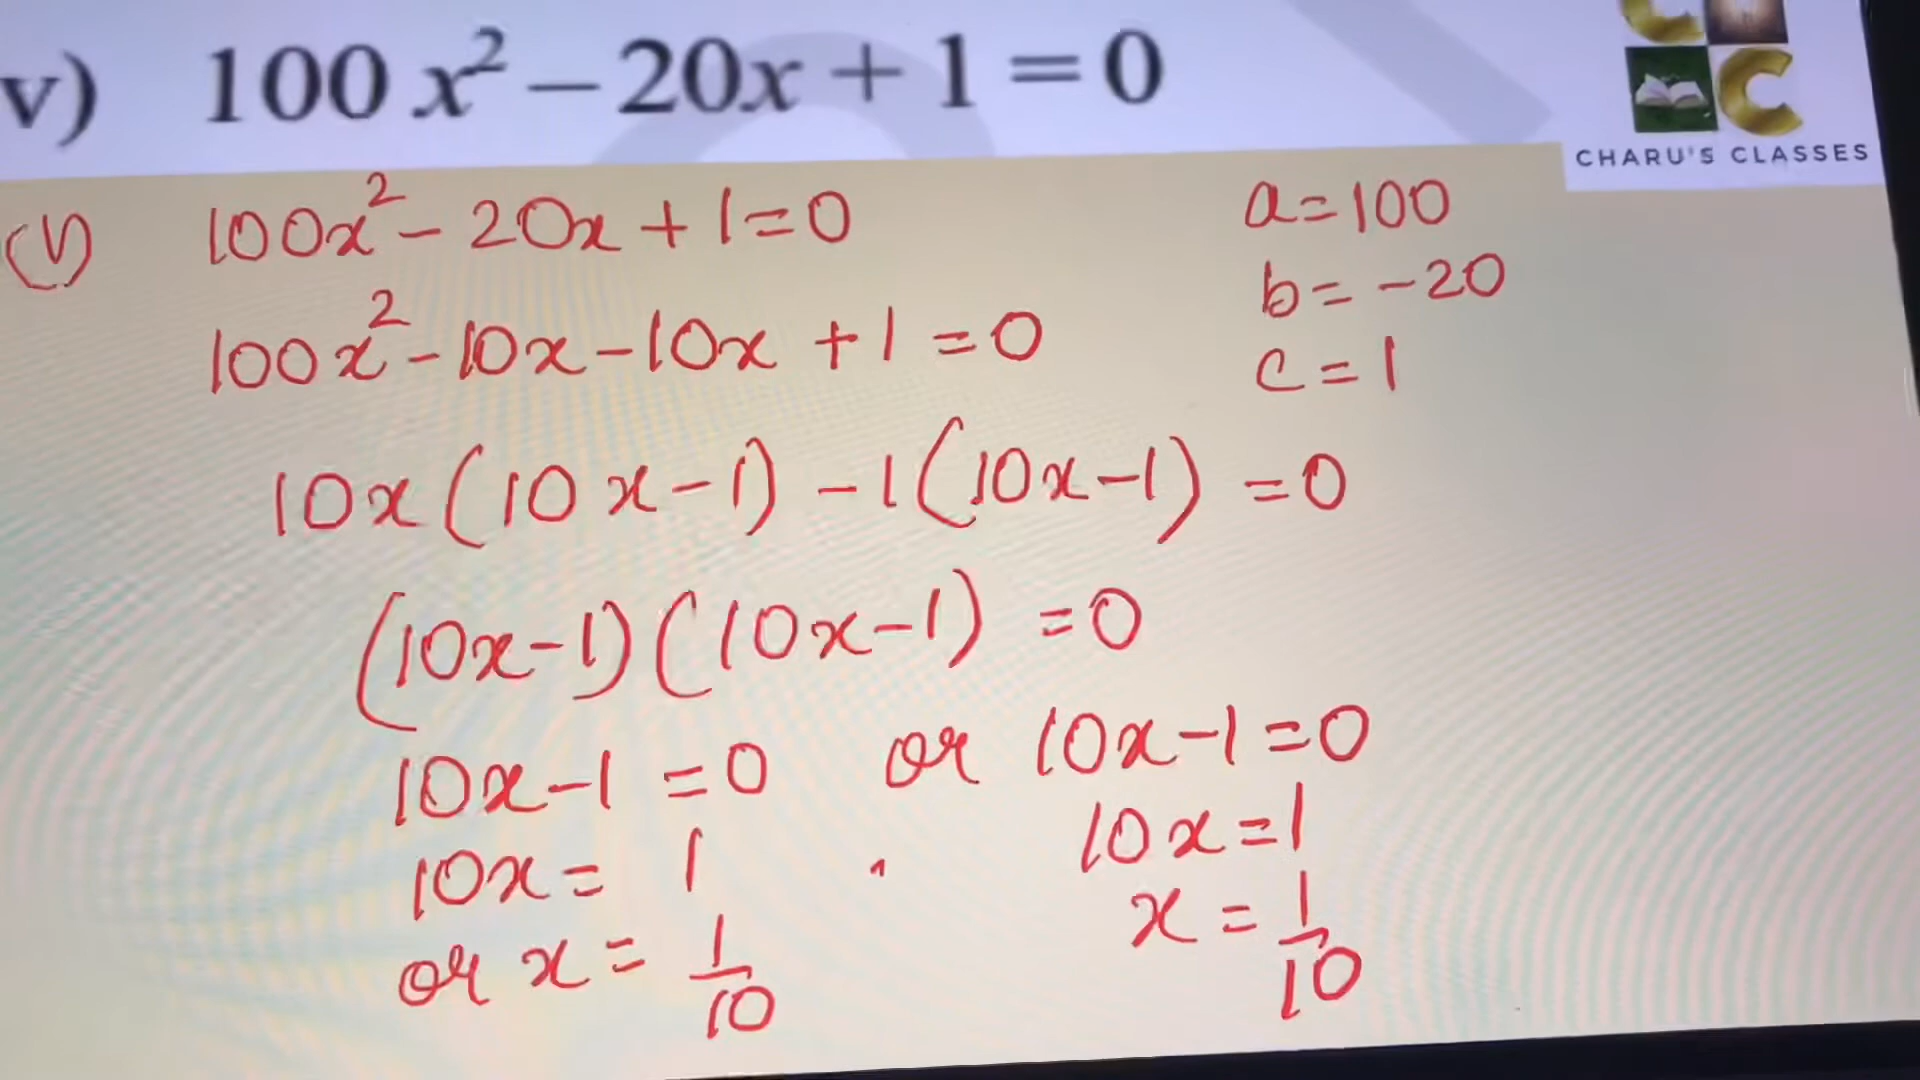 v) 100 x² – 20x + 1 = 0
C
CHARU'S CLASSES
(v) 100x² - 20x + 1 = 0
a = 100
b = -20
c = 1
100x² - 10x - 10x + 1 = 0
10x (10x - 1) - 1 (10x - 1) = 0
(10x - 1) (10x - 1) = 0
10x - 1 = 0 or 10x - 1 = 0
10x = 1 10x = 1
or x = 1/10 x = 1/10